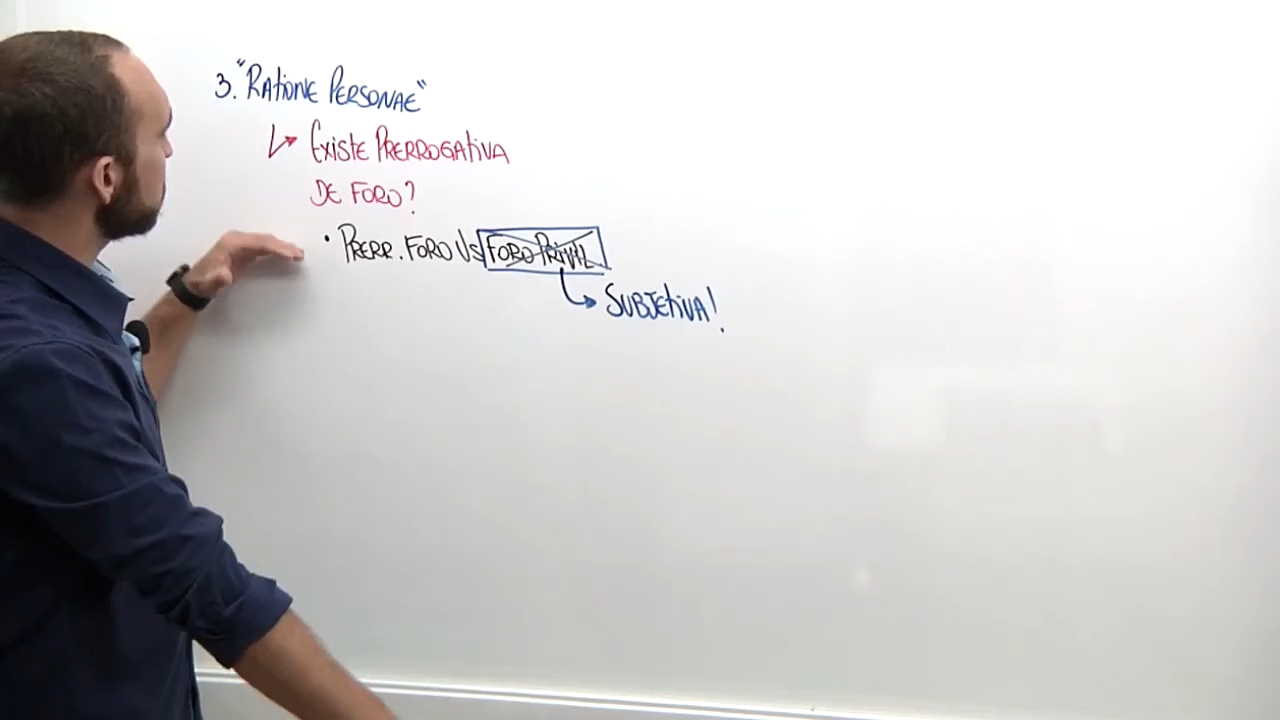 3. "RATIONE PERSONAE"
EXISTE PRERROGATIVA
DE FORO?
• PRERR. FORO VS FORO PRIVIL
SUBJETIVA!